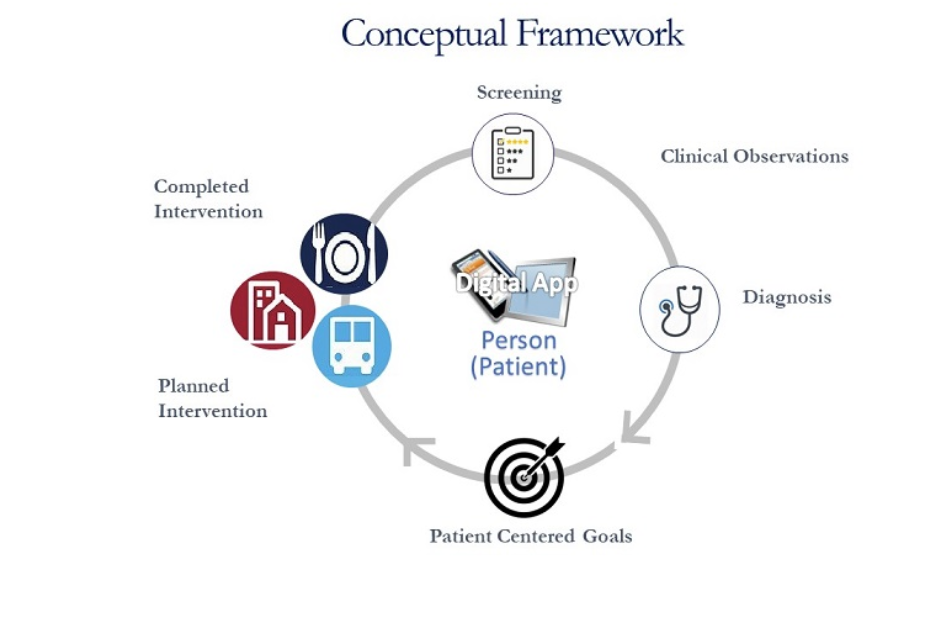 Conceptual Framework
Screening
Clinical Observations
Completed
Intervention
Digital App
Diagnosis
Person
(Patient)
Planned
Intervention
Patient Centered Goals